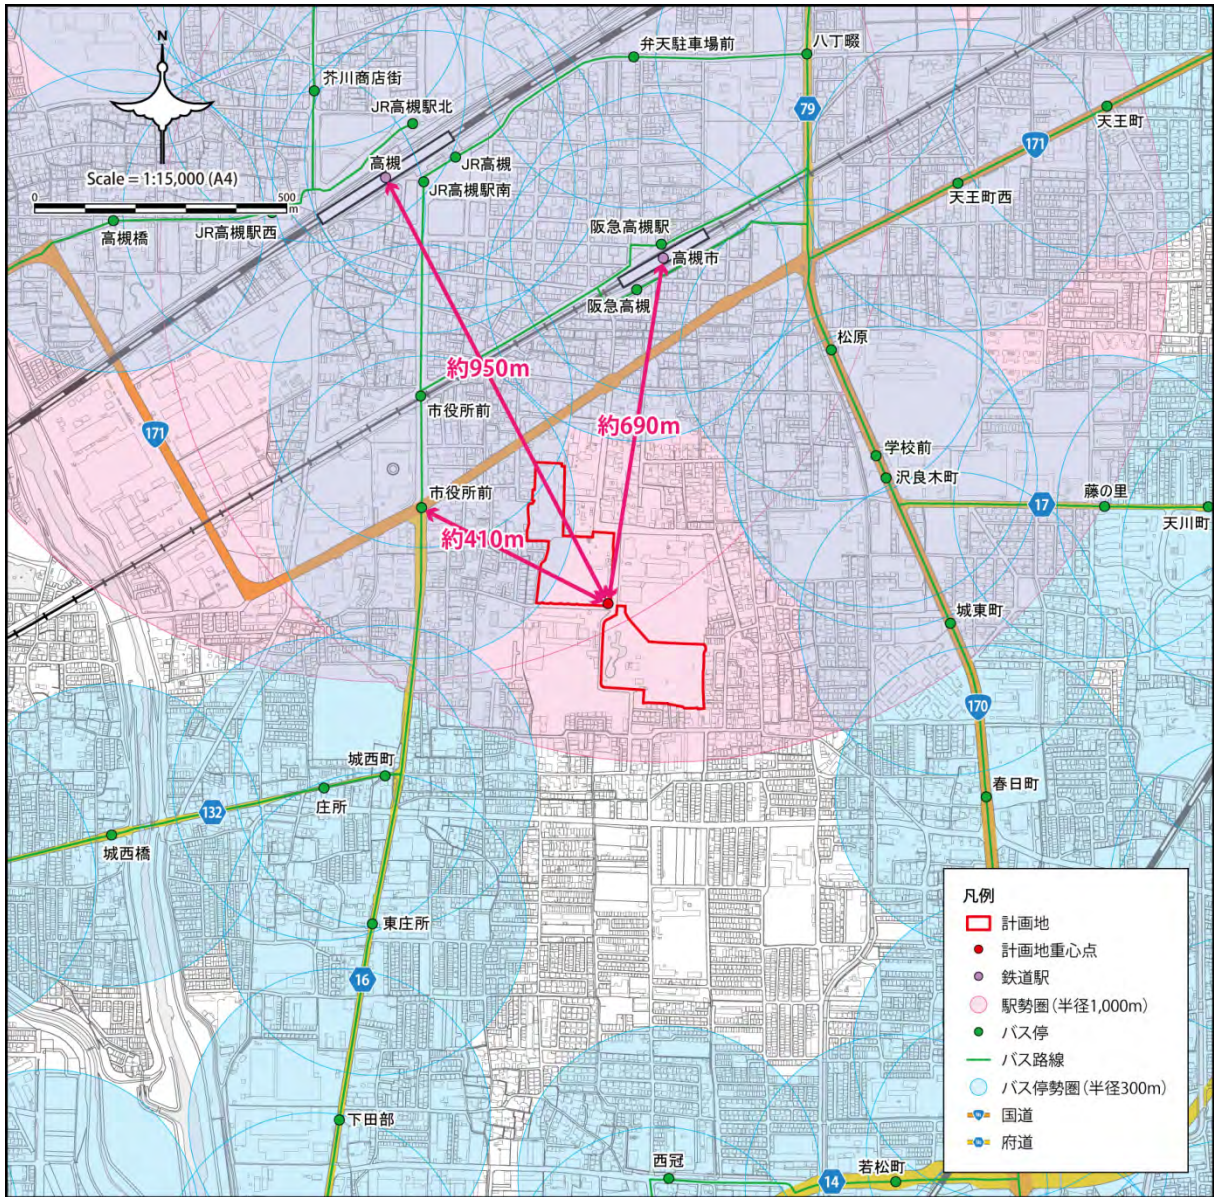 N
Scale = 1:15,000 (A4)
0
500
m
芥川商店街
JR高槻駅北
弁天駐車場前
八丁畷
79
天王町
171
高槻
JR高槻
JR高槻駅南
天王町西
高槻橋
JR高槻駅西
阪急高槻駅
高槻市
阪急高槻
松原
約950m
市役所前
約690m
171
学校前
沢良木町
市役所前
17
藤の里
天川町
約410m
城東町
170
城西町
庄所
132
城西橋
春日町
東庄所
16
下田部
西冠
若松町
14
凡例
計画地
計画地重心点
鉄道駅
駅勢圏(半径1,000m)
バス停
バス路線
バス停勢圏(半径300m)
国道
府道